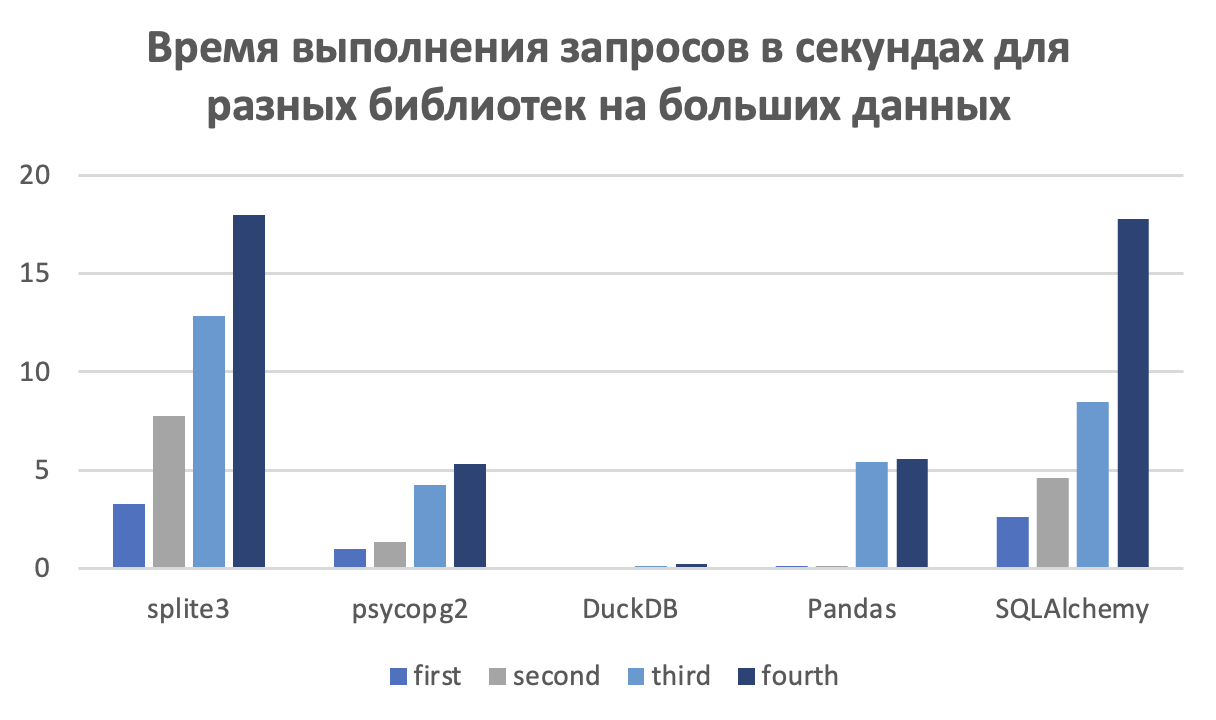 Время выполнения запросов в секундах для
разных библиотек на больших данных
20
15
10
5
0
splite3 psycopg2 DuckDB Pandas SQLAlchemy
first second third fourth